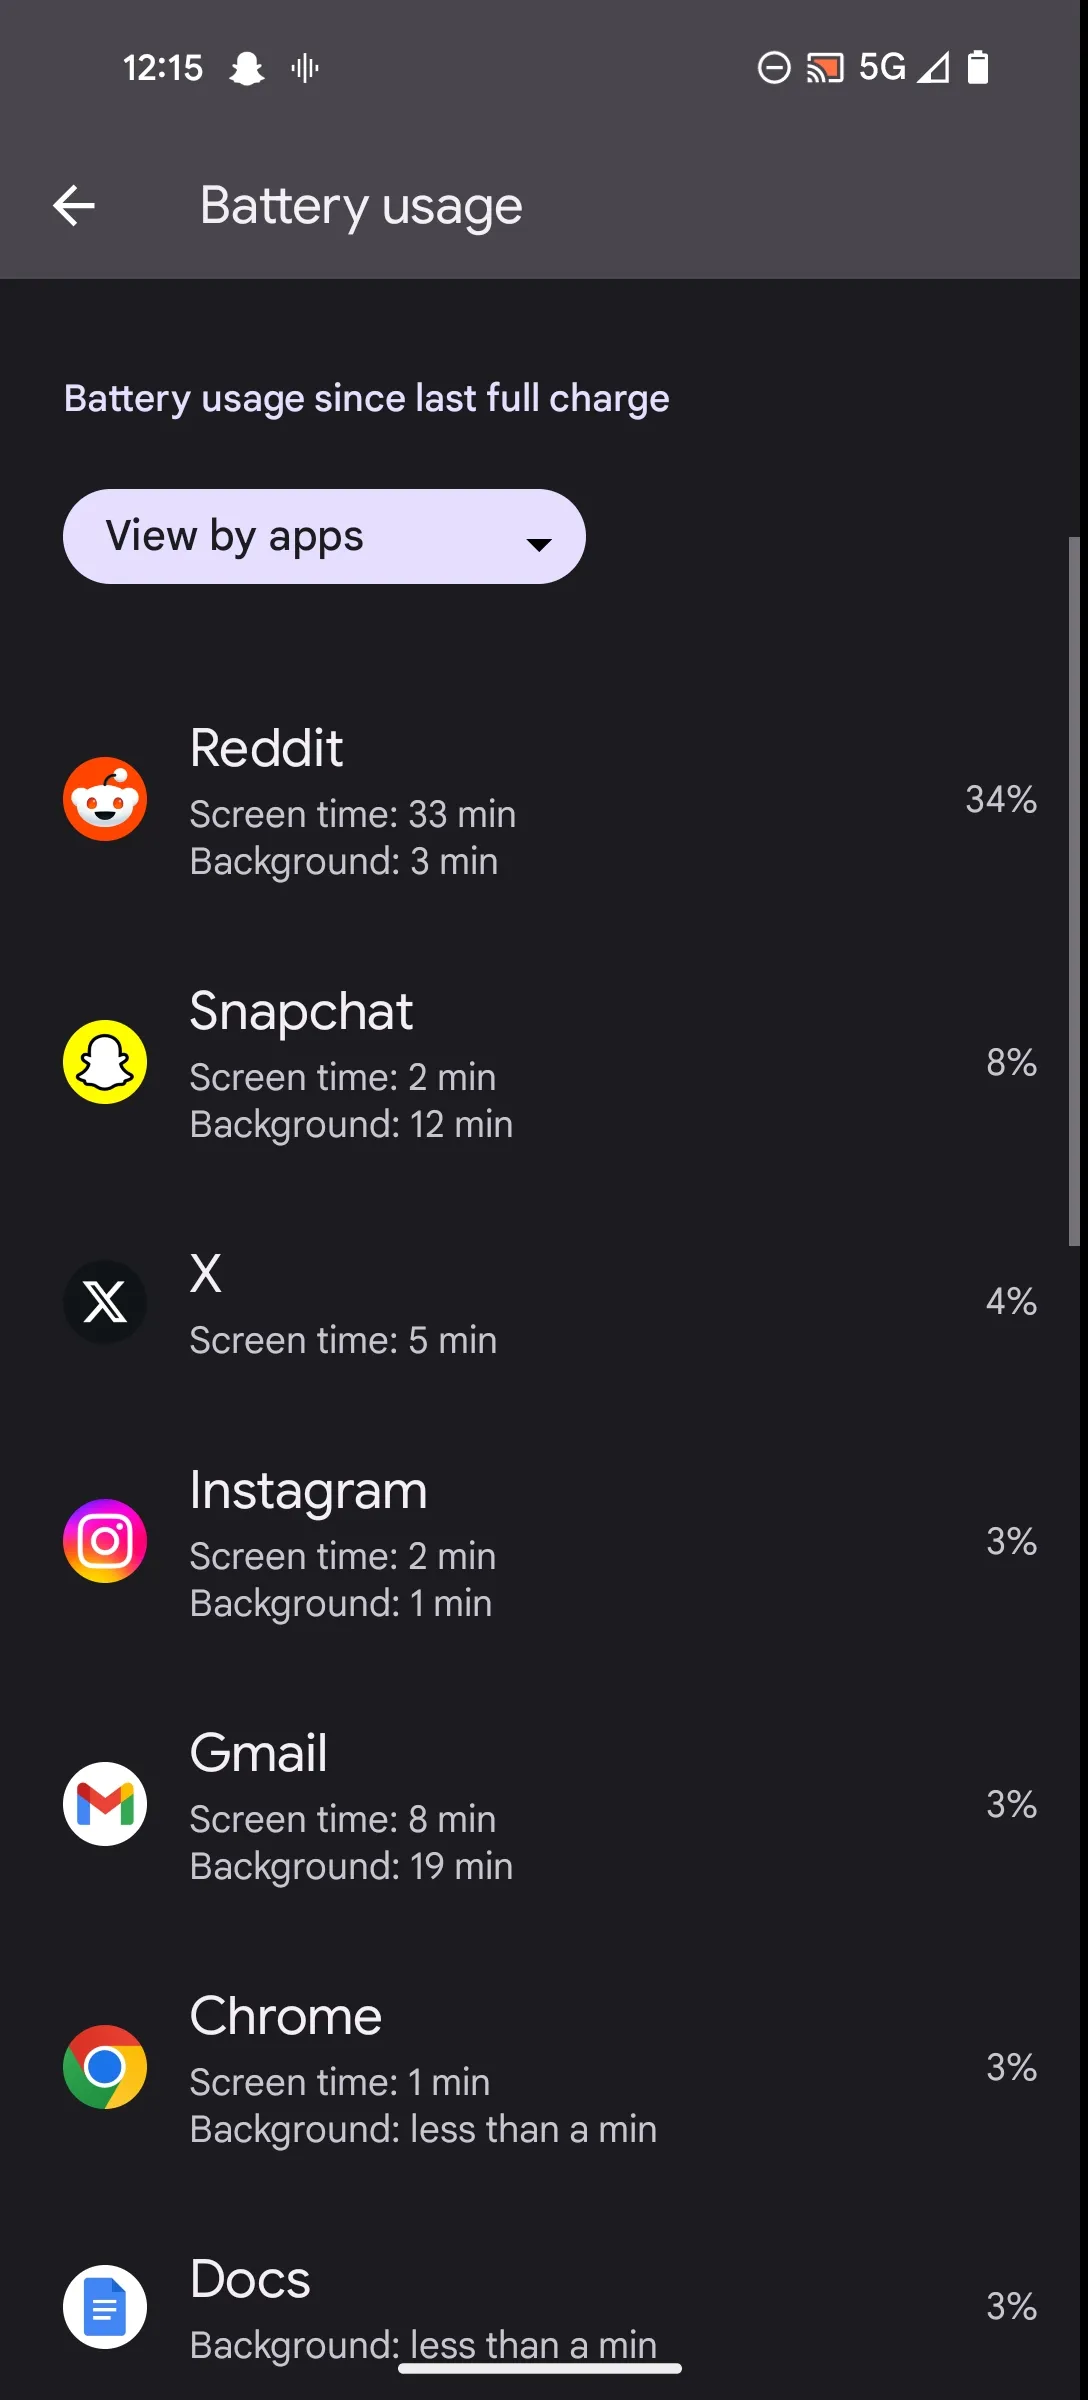 12:15
5G
Battery usage
Battery usage since last full charge
View by apps
Reddit
Screen time: 33 min
Background: 3 min
34%
Snapchat
Screen time: 2 min
Background: 12 min
8%
X
Screen time: 5 min
4%
Instagram
Screen time: 2 min
Background: 1 min
3%
Gmail
Screen time: 8 min
Background: 19 min
3%
Chrome
Screen time: 1 min
Background: less than a min
3%
Docs
Background: less than a min
3%